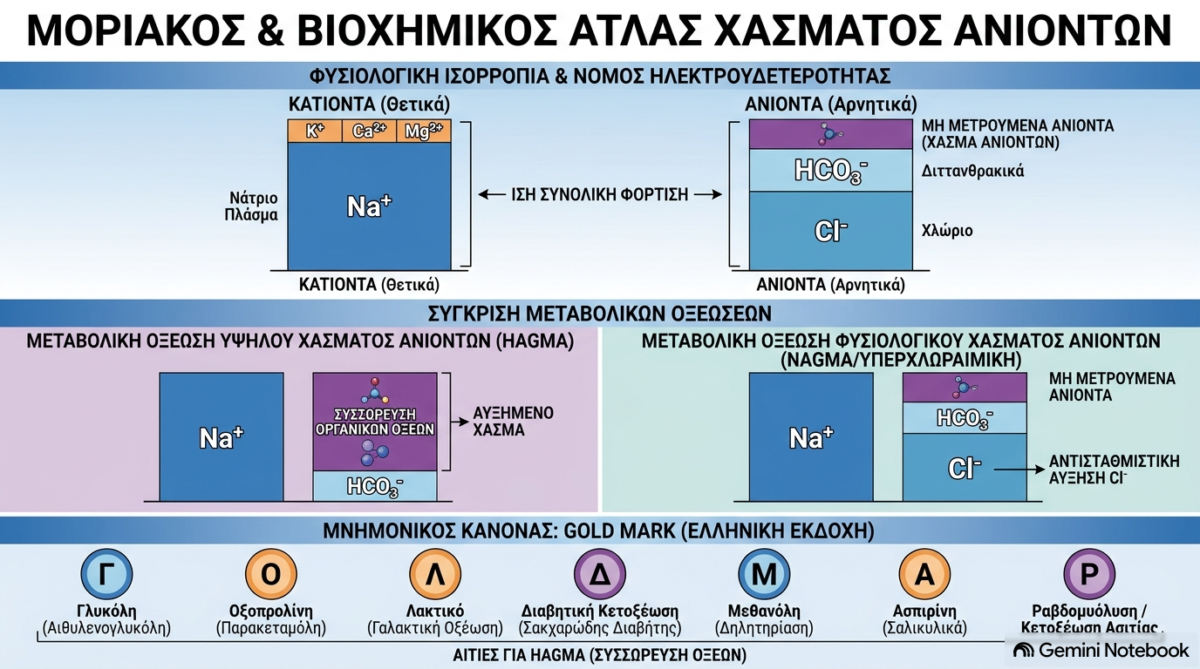 ΜΟΡΙΑΚΟΣ & ΒΙΟΧΗΜΙΚΟΣ ΑΤΛΑΣ ΧΑΣΜΑΤΟΣ ΑΝΙΟΝΤΩΝ
ΦΥΣΙΟΛΟΓΙΚΗ ΙΣΟΡΡΟΠΙΑ & ΝΟΜΟΣ ΗΛΕΚΤΡΟΥΔΕΤΕΡΟΤΗΤΑΣ
ΚΑΤΙΟΝΤΑ (Θετικά)
K⁺ Ca²⁺ Mg²⁺
Νάτριο
Πλάσμα
Na⁺
ΚΑΤΙΟΝΤΑ (Θετικά)
ΙΣΗ ΣΥΝΟΛΙΚΗ ΦΟΡΤΙΣΗ
ΑΝΙΟΝΤΑ (Αρνητικά)
ΜΗ ΜΕΤΡΟΥΜΕΝΑ ΑΝΙΟΝΤΑ
(ΧΑΣΜΑ ΑΝΙΟΝΤΩΝ)
HCO₃⁻
Διττανθρακικά
Cl⁻
Χλώριο
ΑΝΙΟΝΤΑ (Αρνητικά)
ΣΥΓΚΡΙΣΗ ΜΕΤΑΒΟΛΙΚΩΝ ΟΞΕΩΣΕΩΝ
ΜΕΤΑΒΟΛΙΚΗ ΟΞΕΩΣΗ ΥΨΗΛΟΥ ΧΑΣΜΑΤΟΣ ΑΝΙΟΝΤΩΝ (HAGMA)
Na⁺
ΣΥΣΣΩΡΕΥΣΗ
ΟΡΓΑΝΙΚΩΝ ΟΞΕΩΝ
HCO₃⁻
ΑΥΞΗΜΕΝΟ
ΧΑΣΜΑ
ΜΕΤΑΒΟΛΙΚΗ ΟΞΕΩΣΗ ΦΥΣΙΟΛΟΓΙΚΟΥ ΧΑΣΜΑΤΟΣ ΑΝΙΟΝΤΩΝ
(NAGMA/ΥΠΕΡΧΛΩΡΑΙΜΙΚΗ)
Na⁺
HCO₃⁻
Cl⁻
ΜΗ ΜΕΤΡΟΥΜΕΝΑ
ΑΝΙΟΝΤΑ
ΑΝΤΙΣΤΑΘΜΙΣΤΙΚΗ
ΑΥΞΗΣΗ Cl⁻
ΜΝΗΜΟΝΙΚΟΣ ΚΑΝΟΝΑΣ: GOLD MARK (ΕΛΛΗΝΙΚΗ ΕΚΔΟΧΗ)
Γ Ο Λ Δ Μ Α Ρ
Γλυκόλη
(Αιθυλενογλυκόλη)
Οξοπρολίνη
(Παρακεταμόλη)
Λακτικό
(Γαλακτική Οξέωση)
Διαβητική Κετοξέωση
(Σακχαρώδης Διαβήτης)
Μεθανόλη
(Δηλητηρίαση)
Ασπιρίνη
(Σαλικυλικά)
Ραβδομυόλυση /
Κετοξέωση Ασιτίας
ΑΙΤΙΕΣ ΓΙΑ HAGMA (ΣΥΣΣΩΡΕΥΣΗ ΟΞΕΩΝ)
Gemini Notebook